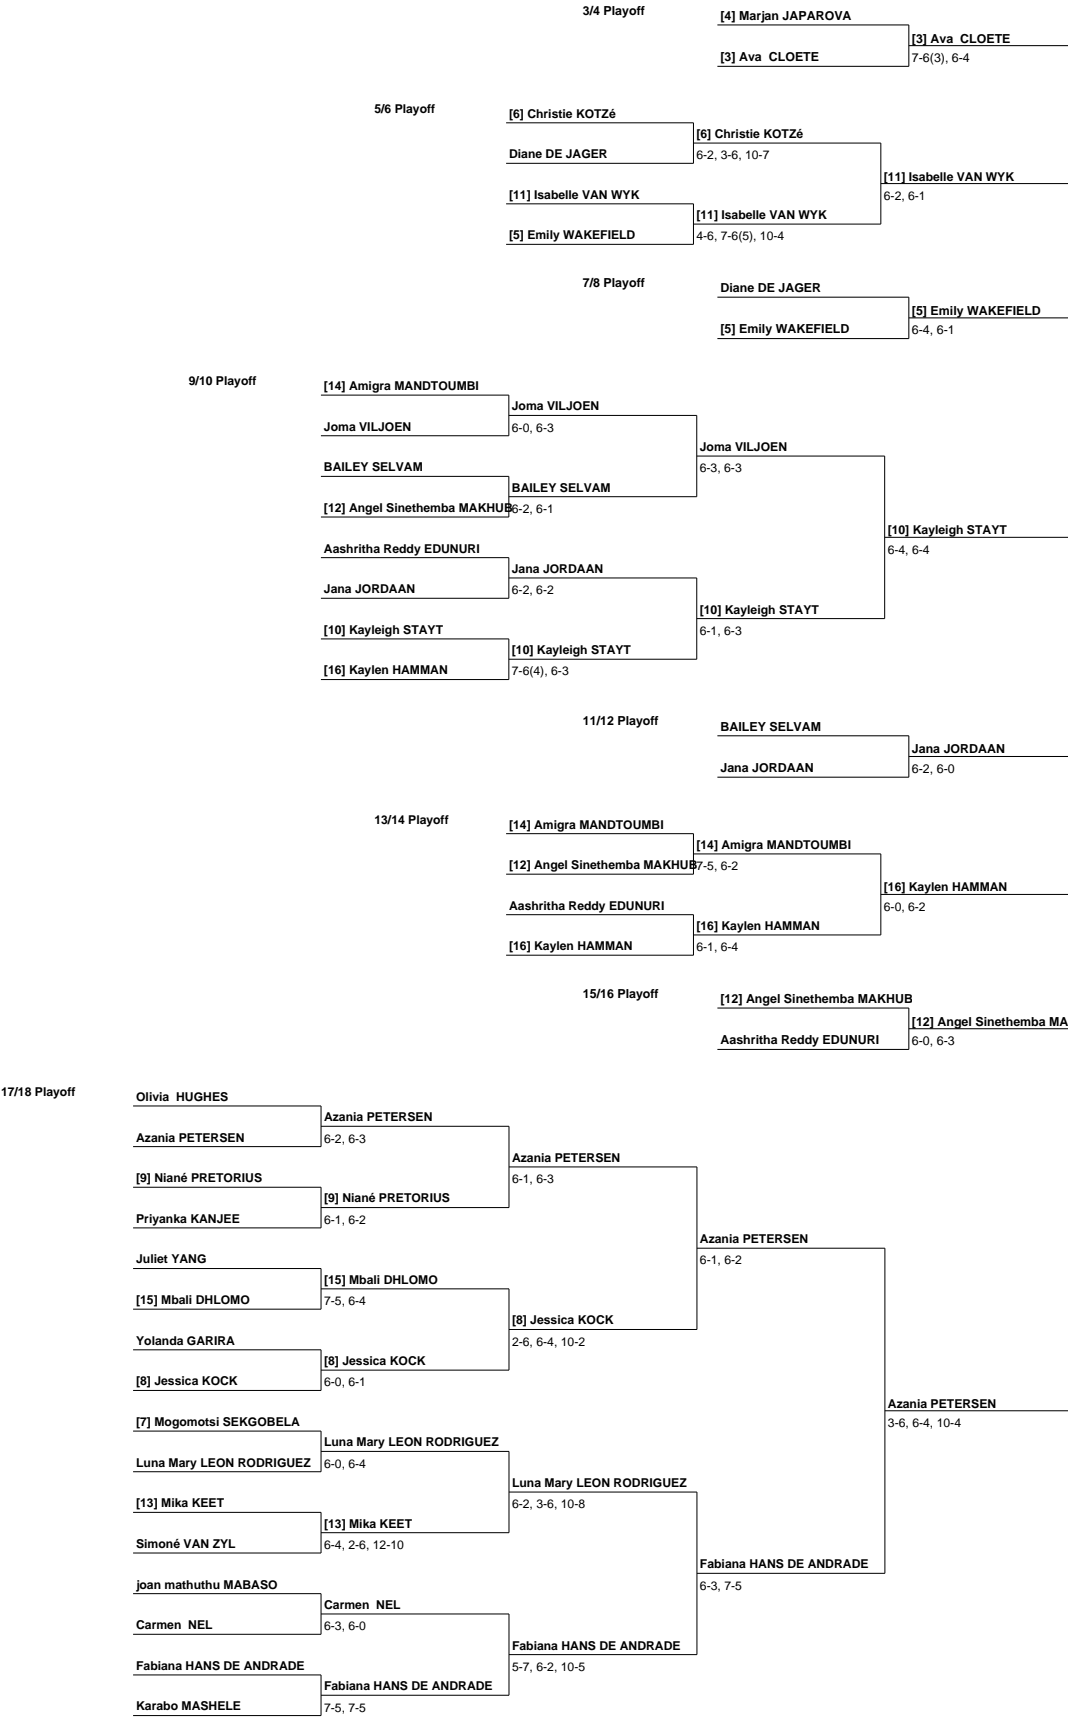 3/4 Playoff
[4] Marjan JAPAROVA
[3] Ava CLOETE
[3] Ava CLOETE
7-6(3), 6-4
5/6 Playoff
[6] Christie KOTZé
[6] Christie KOTZé
Diane DE JAGER
6-2, 3-6, 10-7
[11] Isabelle VAN WYK
6-2, 6-1
[11] Isabelle VAN WYK
[11] Isabelle VAN WYK
[5] Emily WAKEFIELD
4-6, 7-6(5), 10-4
7/8 Playoff
Diane DE JAGER
[5] Emily WAKEFIELD
[5] Emily WAKEFIELD
6-4, 6-1
9/10 Playoff
[14] Amigra MANDTOUMBI
Joma VILJOEN
Joma VILJOEN
6-0, 6-3
Joma VILJOEN
6-3, 6-3
BAILEY SELVAM
BAILEY SELVAM
[12] Angel Sinethemba MAKHUB
6-2, 6-1
[10] Kayleigh STAYT
6-4, 6-4
Aashritha Reddy EDUNURI
Jana JORDAAN
Jana JORDAAN
6-2, 6-2
[10] Kayleigh STAYT
6-1, 6-3
[10] Kayleigh STAYT
[10] Kayleigh STAYT
[16] Kaylen HAMMAN
7-6(4), 6-3
11/12 Playoff
BAILEY SELVAM
Jana JORDAAN
Jana JORDAAN
6-2, 6-0
13/14 Playoff
[14] Amigra MANDTOUMBI
[14] Amigra MANDTOUMBI
[12] Angel Sinethemba MAKHUB
7-5, 6-2
[16] Kaylen HAMMAN
6-0, 6-2
Aashritha Reddy EDUNURI
[16] Kaylen HAMMAN
[16] Kaylen HAMMAN
6-1, 6-4
15/16 Playoff
[12] Angel Sinethemba MAKHUB
[12] Angel Sinethemba MA
Aashritha Reddy EDUNURI
6-0, 6-3
17/18 Playoff
Olivia HUGHES
Azania PETERSEN
Azania PETERSEN
6-2, 6-3
Azania PETERSEN
6-1, 6-3
[9] Niané PRETORIUS
[9] Niané PRETORIUS
Priyanka KANJEE
6-1, 6-2
Azania PETERSEN
6-1, 6-2
Juliet YANG
[15] Mbali DHLOMO
[15] Mbali DHLOMO
7-5, 6-4
[8] Jessica KOCK
2-6, 6-4, 10-2
Yolanda GARIRA
[8] Jessica KOCK
[8] Jessica KOCK
6-0, 6-1
Azania PETERSEN
3-6, 6-4, 10-4
[7] Mogomotsi SEKGOBELA
Luna Mary LEON RODRIGUEZ
Luna Mary LEON RODRIGUEZ
6-0, 6-4
Luna Mary LEON RODRIGUEZ
6-2, 3-6, 10-8
[13] Mika KEET
[13] Mika KEET
Simoné VAN ZYL
6-4, 2-6, 12-10
Fabiana HANS DE ANDRADE
6-3, 7-5
joan mathuthu MABASO
Carmen NEL
Carmen NEL
6-3, 6-0
Fabiana HANS DE ANDRADE
5-7, 6-2, 10-5
Fabiana HANS DE ANDRADE
Fabiana HANS DE ANDRADE
Karabo MASHELE
7-5, 7-5